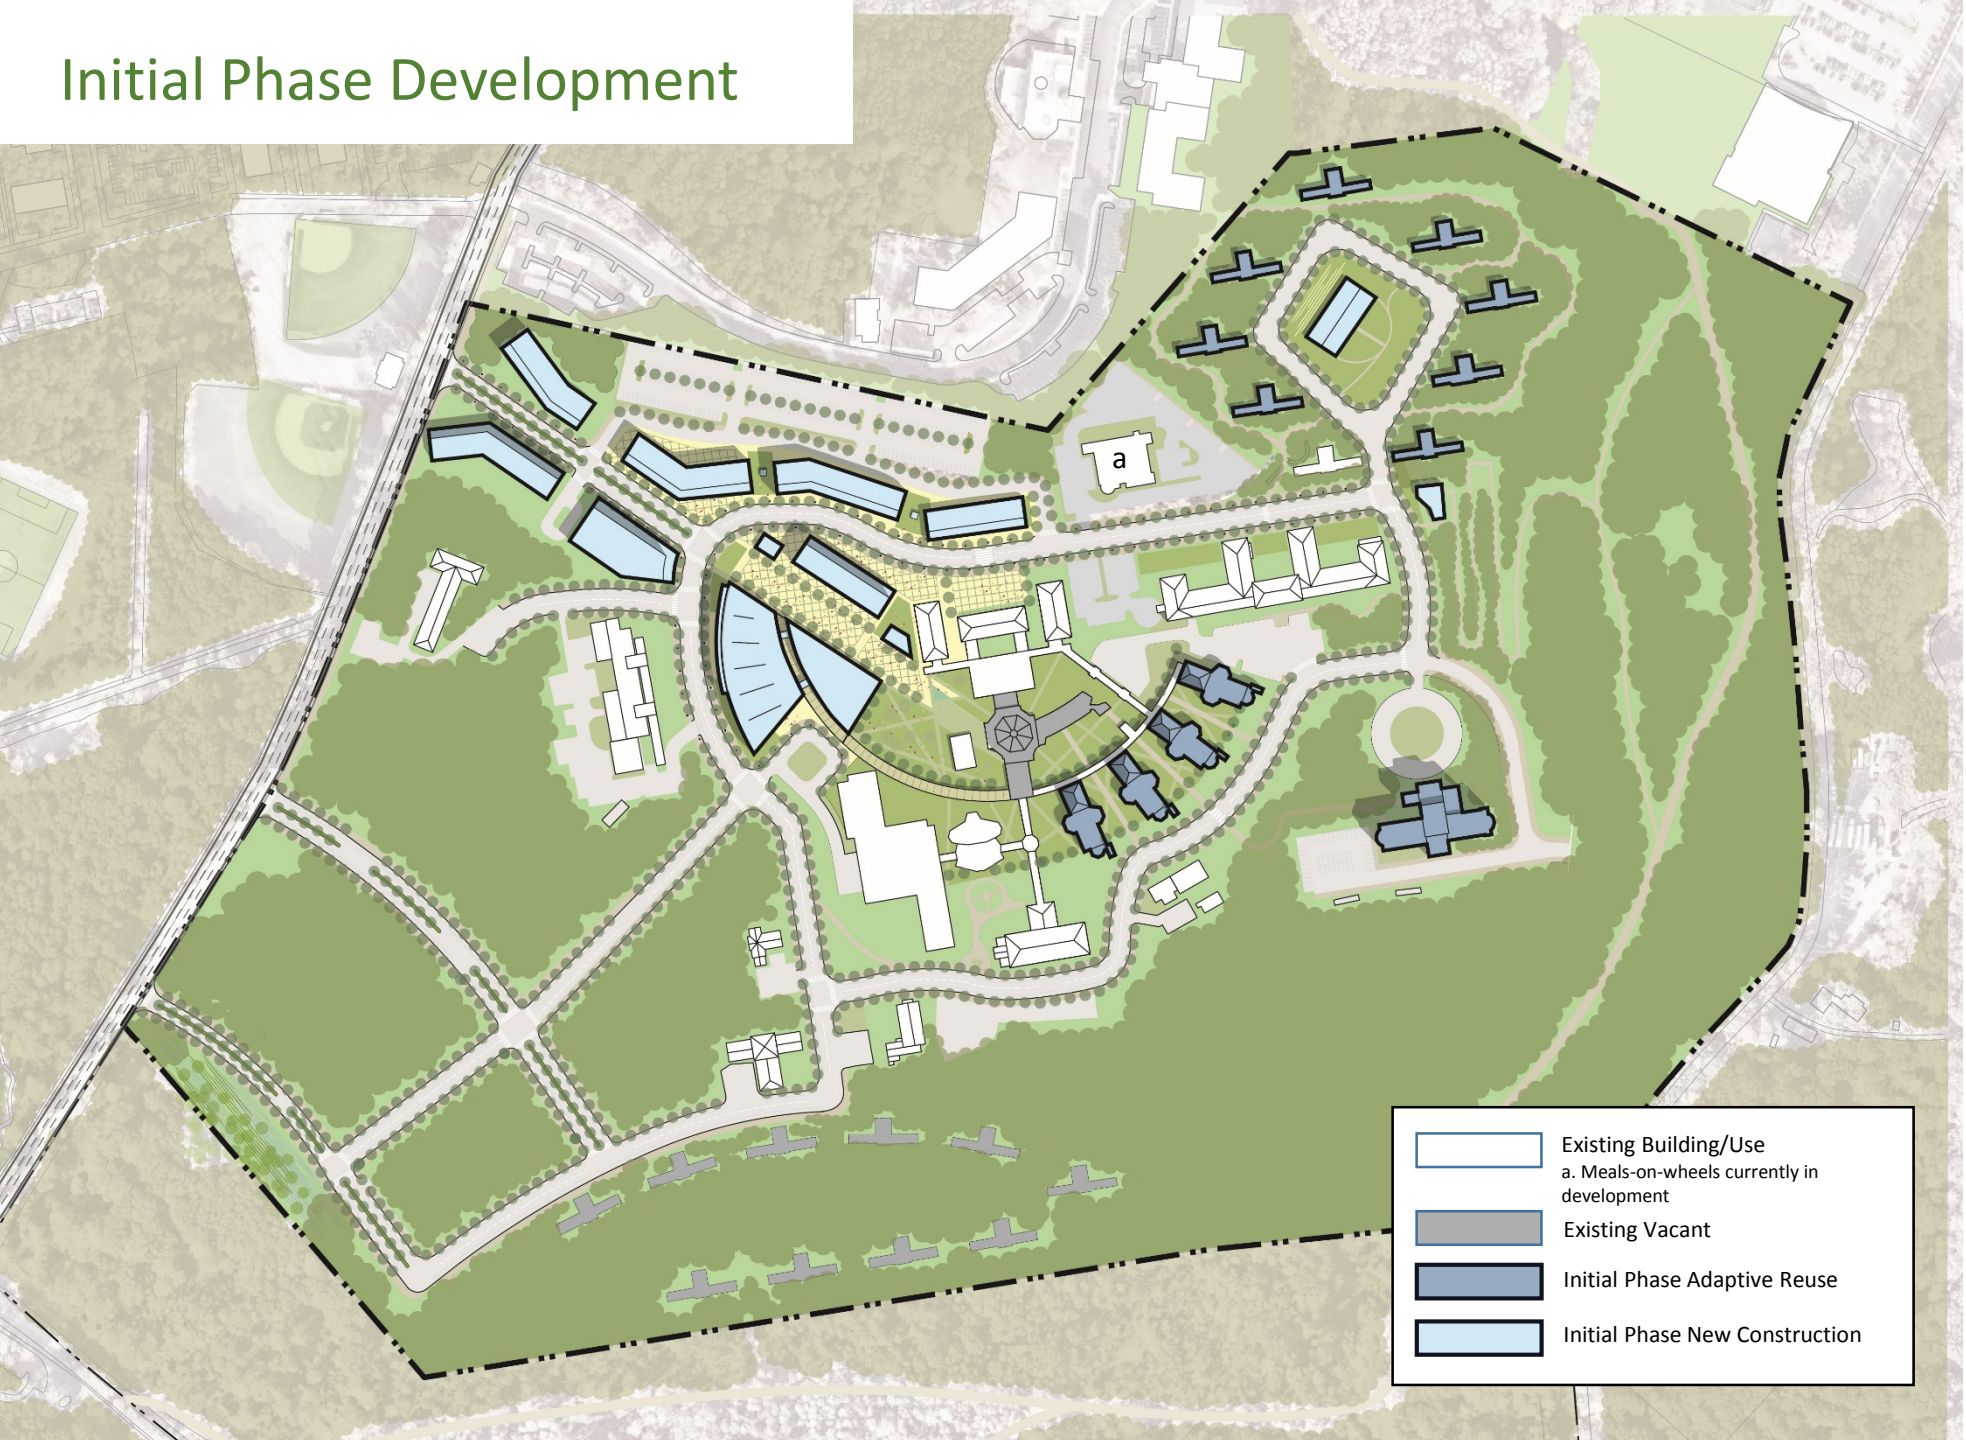 Initial Phase Development
a
Existing Building/Use
a. Meals-on-wheels currently in
development
Existing Vacant
Initial Phase Adaptive Reuse
Initial Phase New Construction